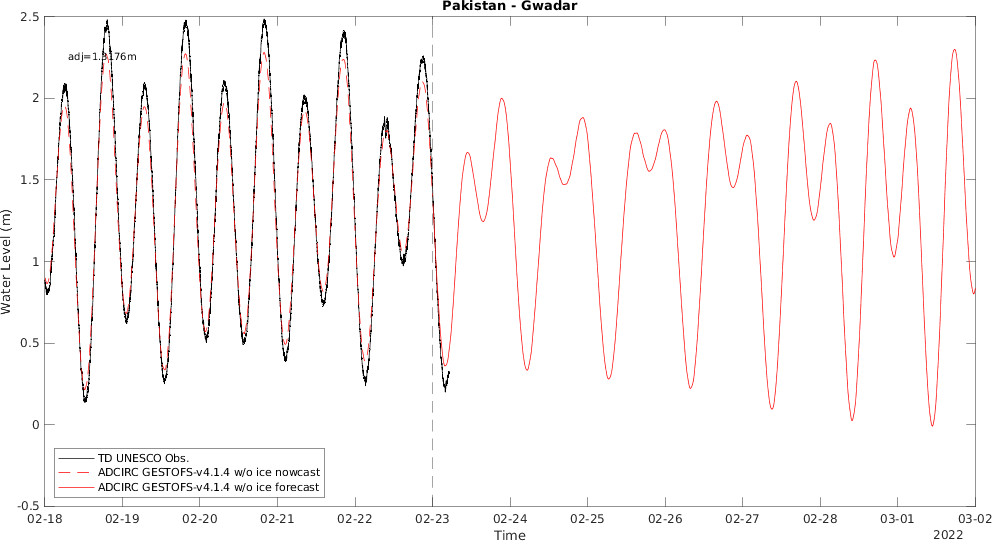 Pakistan - Gwadar
2.5
2
1.5
1
0.5
0
-0.5
Water Level (m)
adj=1.3176m
TD UNESCO Obs.
ADCIRC GESTOFS-v4.1.4 w/o ice nowcast
ADCIRC GESTOFS-v4.1.4 w/o ice forecast
02-18 02-19 02-20 02-21 02-22 02-23 02-24 02-25 02-26 02-27 02-28 03-01 03-02
Time
2022